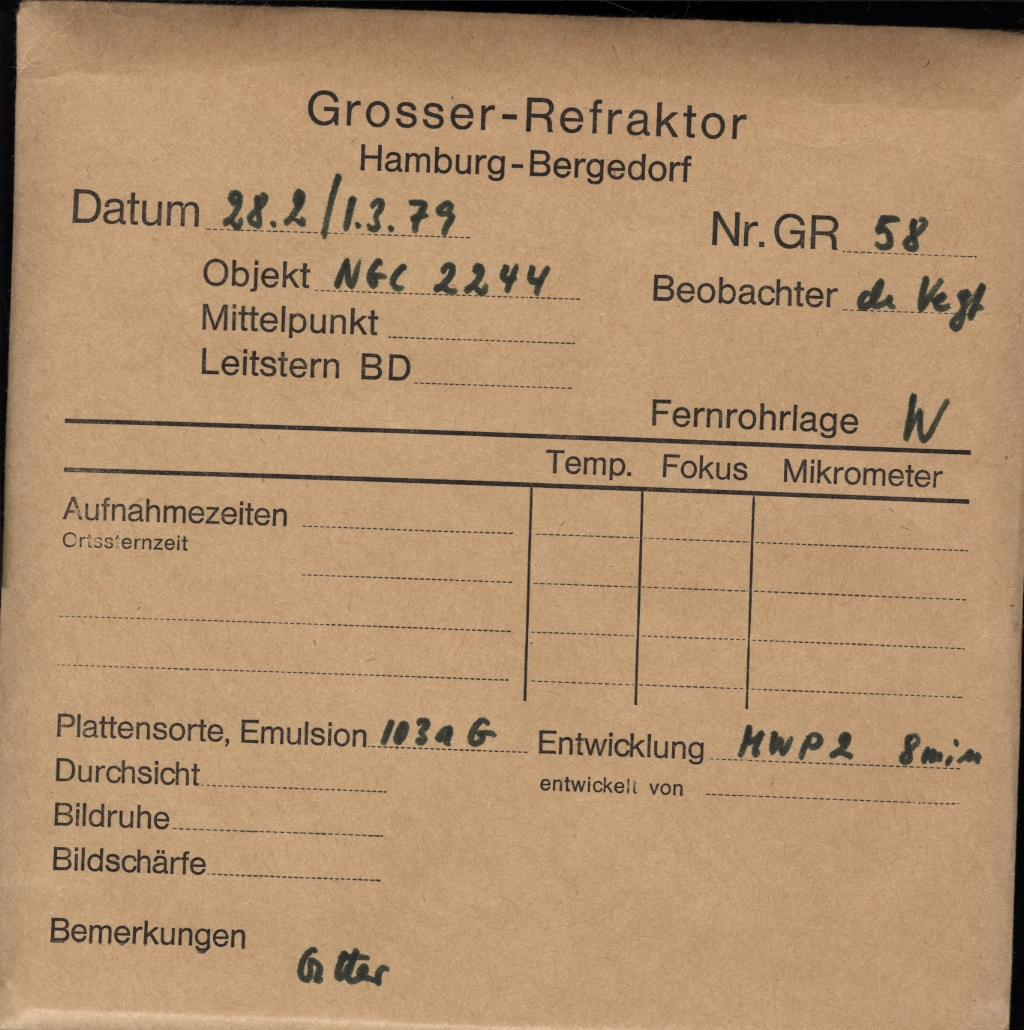 Grosser-Refraktor
Hamburg-Bergedorf
Datum 28.2/1.3.79 Nr. GR 58
Objekt NGC 2244 Beobachter de Vegt
Mittelpunkt
Leitstern BD
Fernrohrlage W
Temp. Fokus Mikrometer
Aufnahmezeiten
Ortssternzeit
Plattensorte, Emulsion 103a G Entwicklung MWP2 8min
Durchsicht entwickelt von
Bildruhe
Bildschärfe
Bemerkungen
Gitter